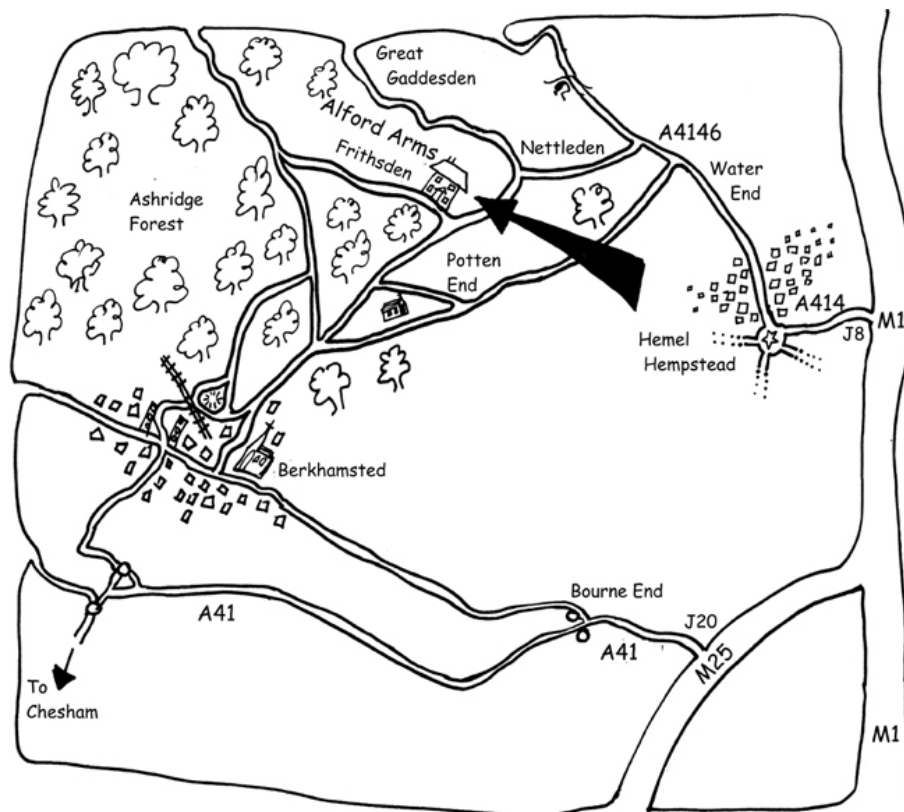 Great
Gaddesden
Alford Arms
Frithsden
Nettleden
A4146
Water
End
Ashridge
Forest
Potten
End
A414
M1
J8
Hemel
Hempstead
Berkhamsted
Bourne End
J20
A41
A41
M25
To
Chesham
M1